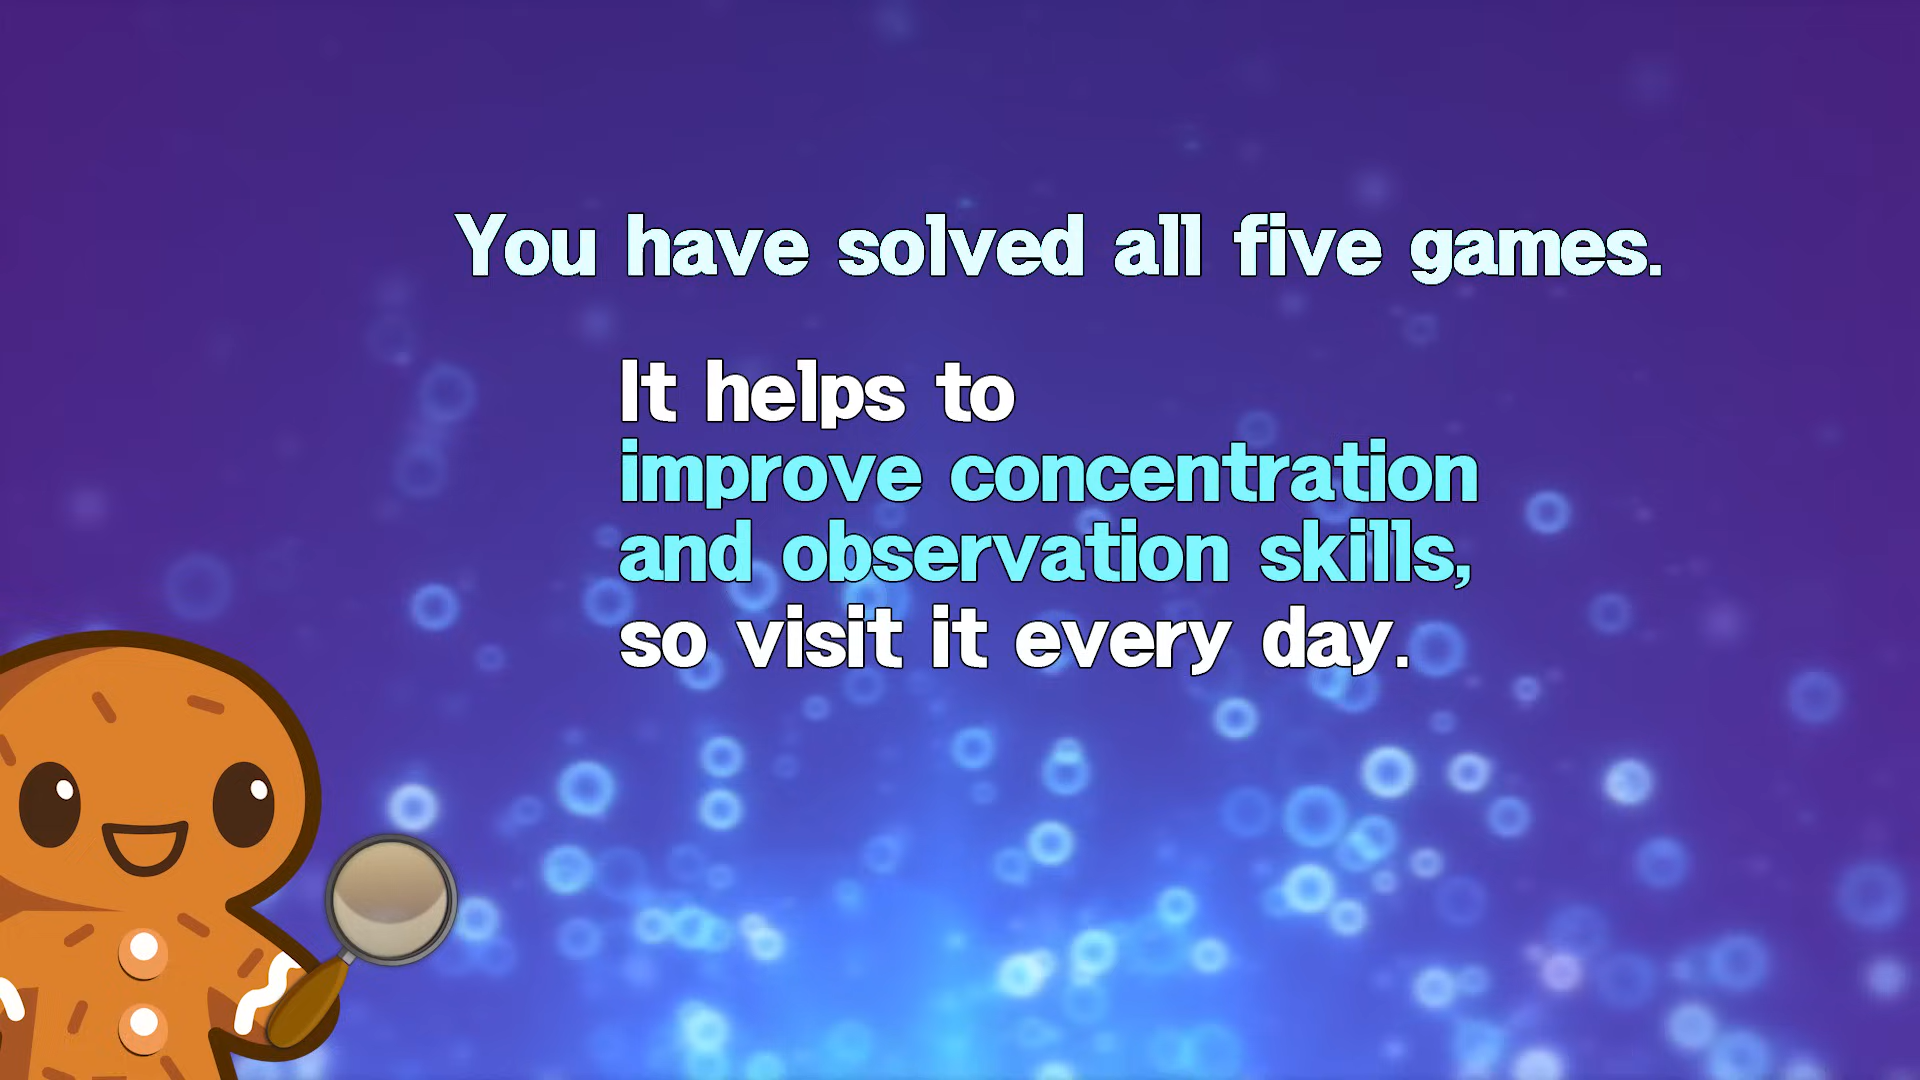 You have solved all five games.
It helps to
improve concentration
and observation skills,
so visit it every day.